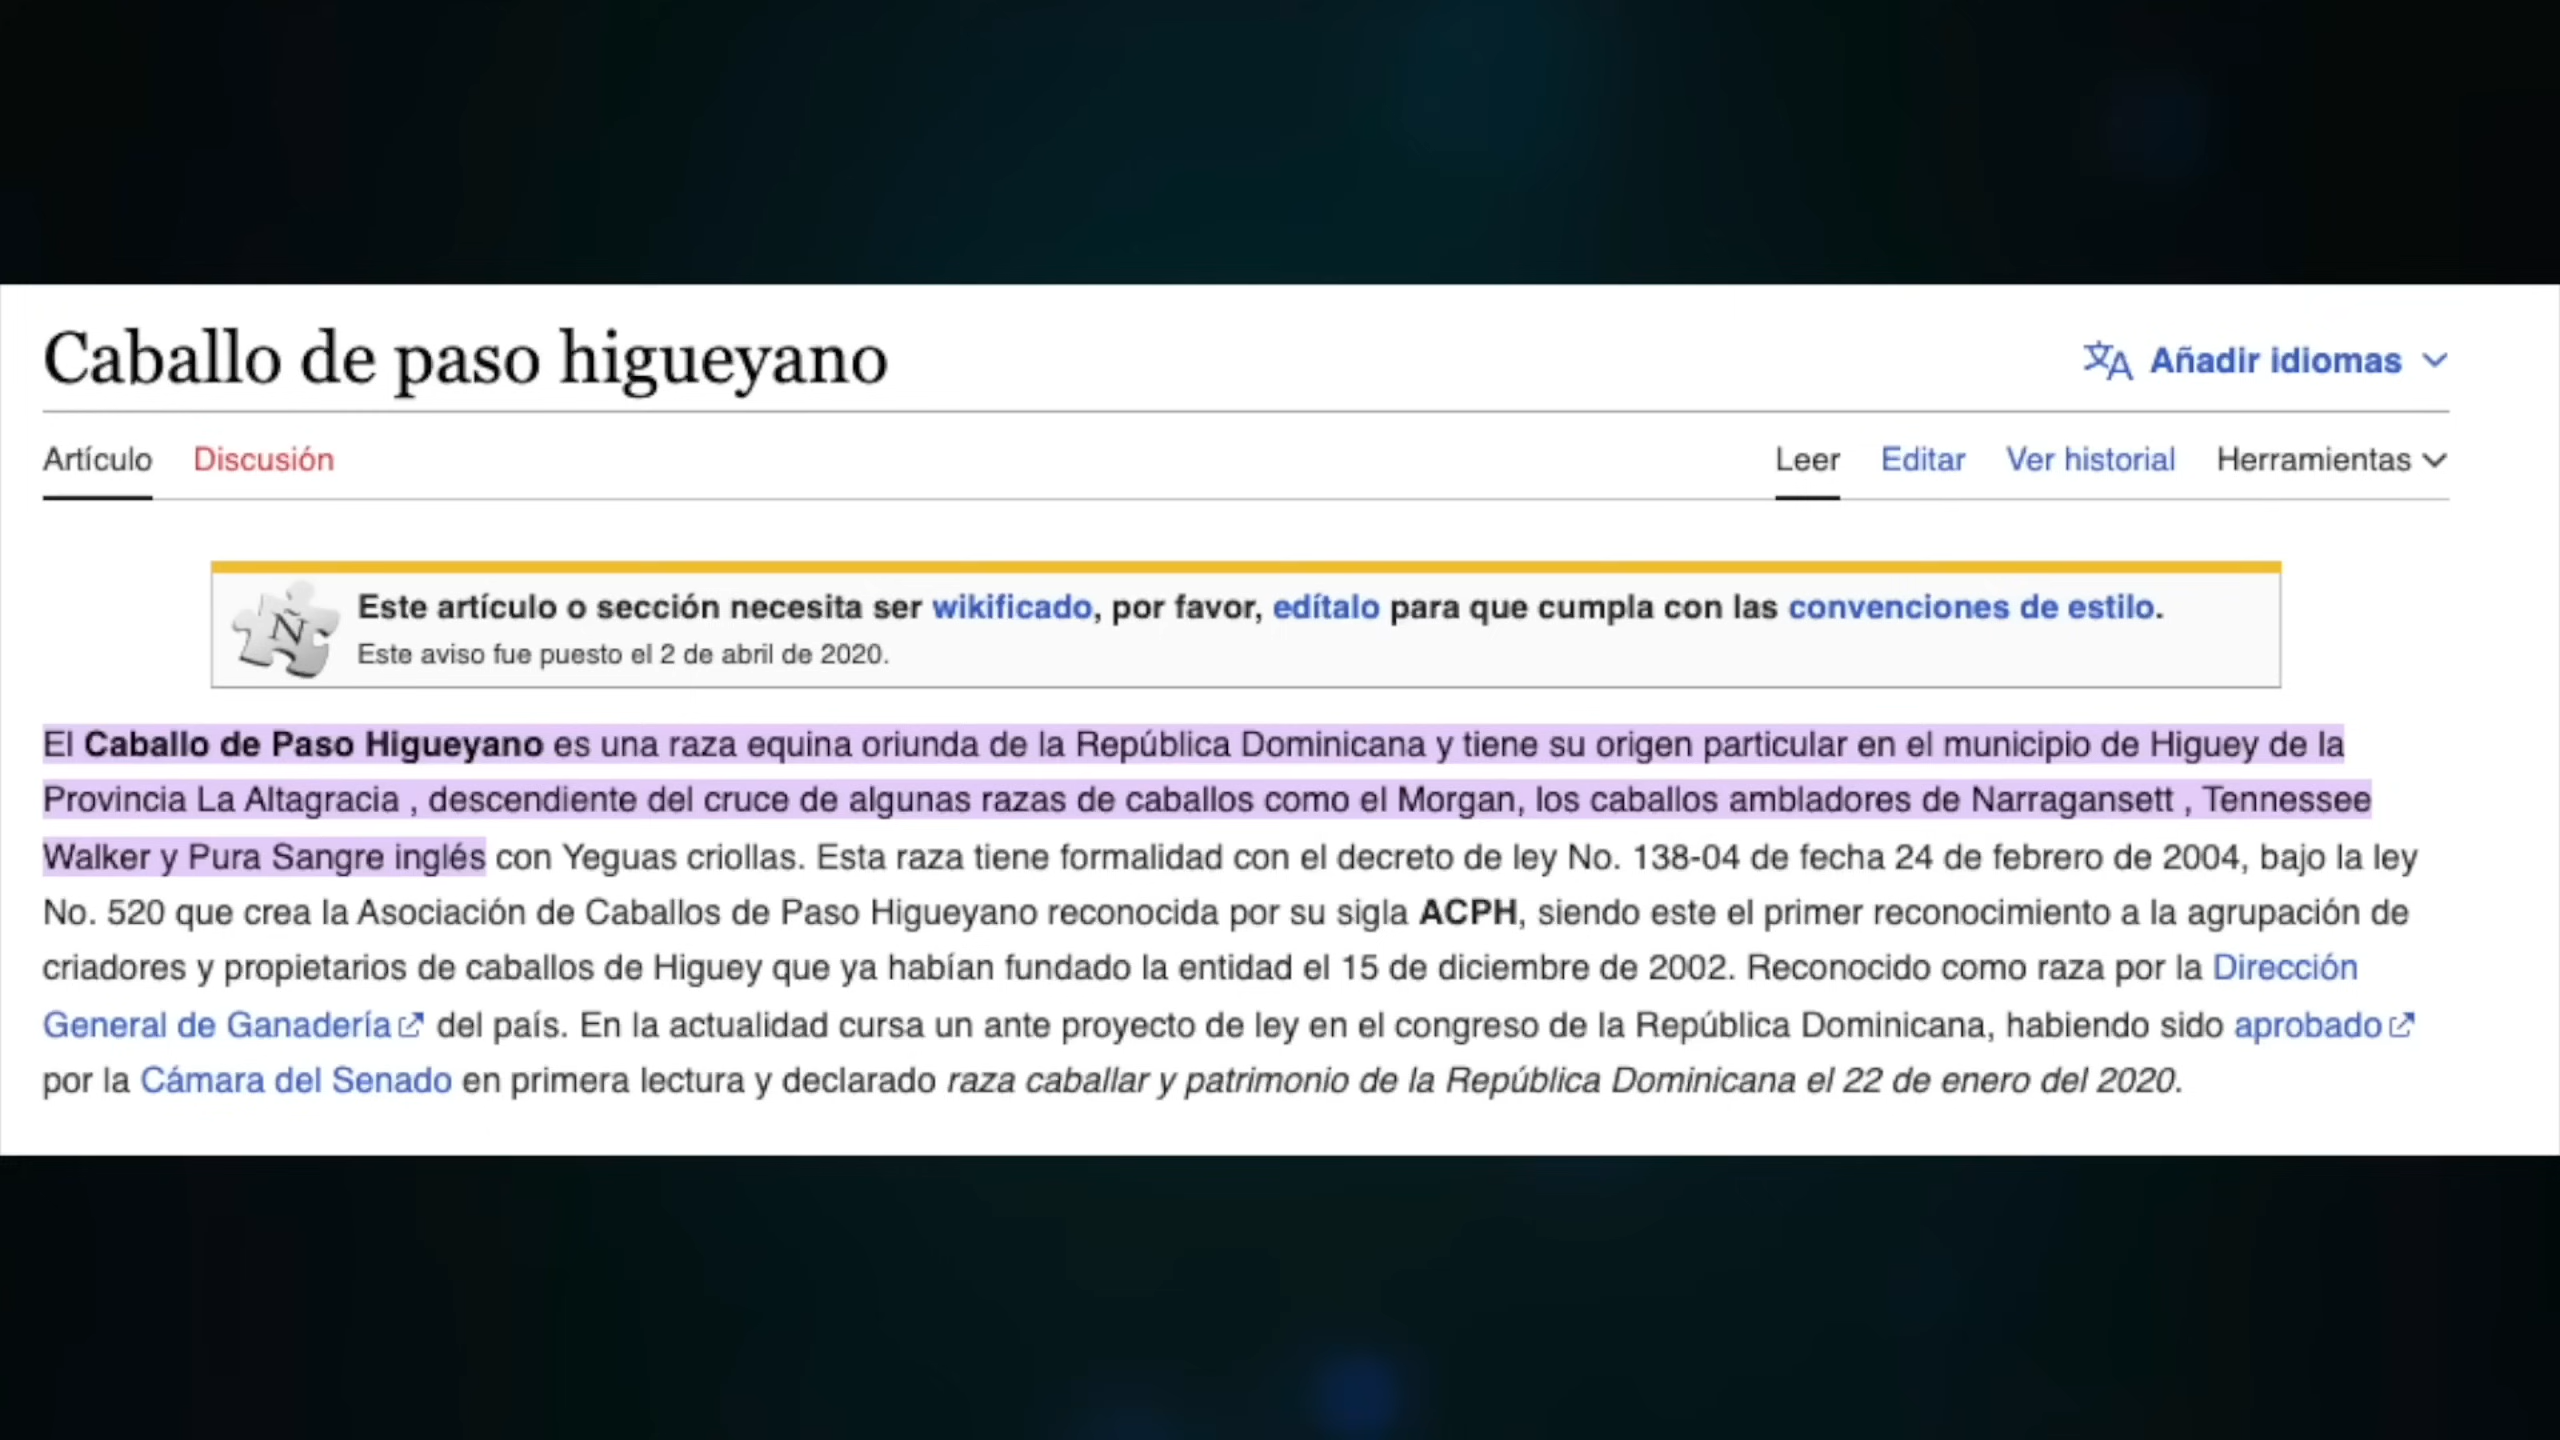 Caballo de paso higueyano
Añadir idiomas
Artículo Discusión Leer Editar Ver historial Herramientas
Este artículo o sección necesita ser wikificado, por favor, edítalo para que cumpla con las convenciones de estilo.
Este aviso fue puesto el 2 de abril de 2020.
El Caballo de Paso Higueyano es una raza equina oriunda de la República Dominicana y tiene su origen particular en el municipio de Higuey de la
Provincia La Altagracia , descendiente del cruce de algunas razas de caballos como el Morgan, los caballos ambladores de Narragansett , Tennessee
Walker y Pura Sangre inglés con Yeguas criollas. Esta raza tiene formalidad con el decreto de ley No. 138-04 de fecha 24 de febrero de 2004, bajo la ley
No. 520 que crea la Asociación de Caballos de Paso Higueyano reconocida por su sigla ACPH, siendo este el primer reconocimiento a la agrupación de
criadores y propietarios de caballos de Higuey que ya habían fundado la entidad el 15 de diciembre de 2002. Reconocido como raza por la Dirección
General de Ganadería del país. En la actualidad cursa un ante proyecto de ley en el congreso de la República Dominicana, habiendo sido aprobado
por la Cámara del Senado en primera lectura y declarado raza caballar y patrimonio de la República Dominicana el 22 de enero del 2020.